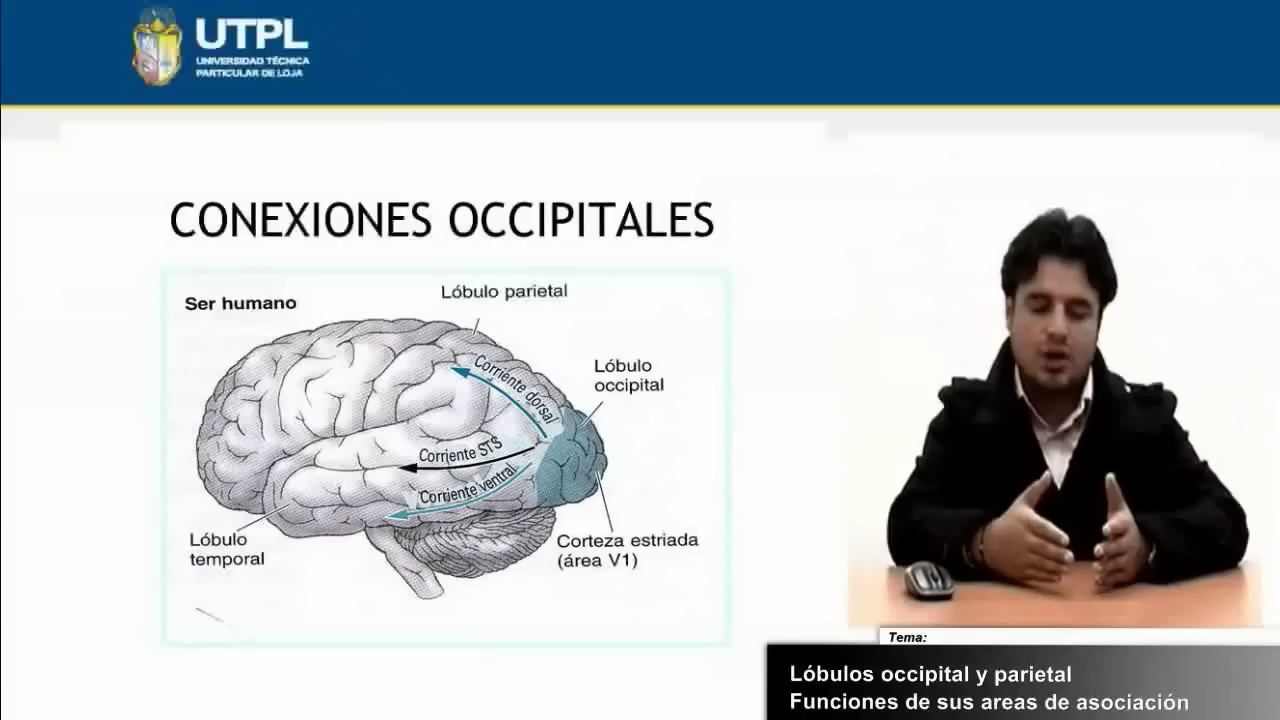 UTPL
UNIVERSIDAD TÉCNICA
PARTICULAR DE LOJA
CONEXIONES OCCIPITALES
Ser humano
Lóbulo parietal
Lóbulo
occipital
Corriente dorsal
Corriente STS
Corriente ventral
Lóbulo
temporal
Corteza estriada
(área V1)
Tema:
Lóbulos occipital y parietal
Funciones de sus areas de asociación